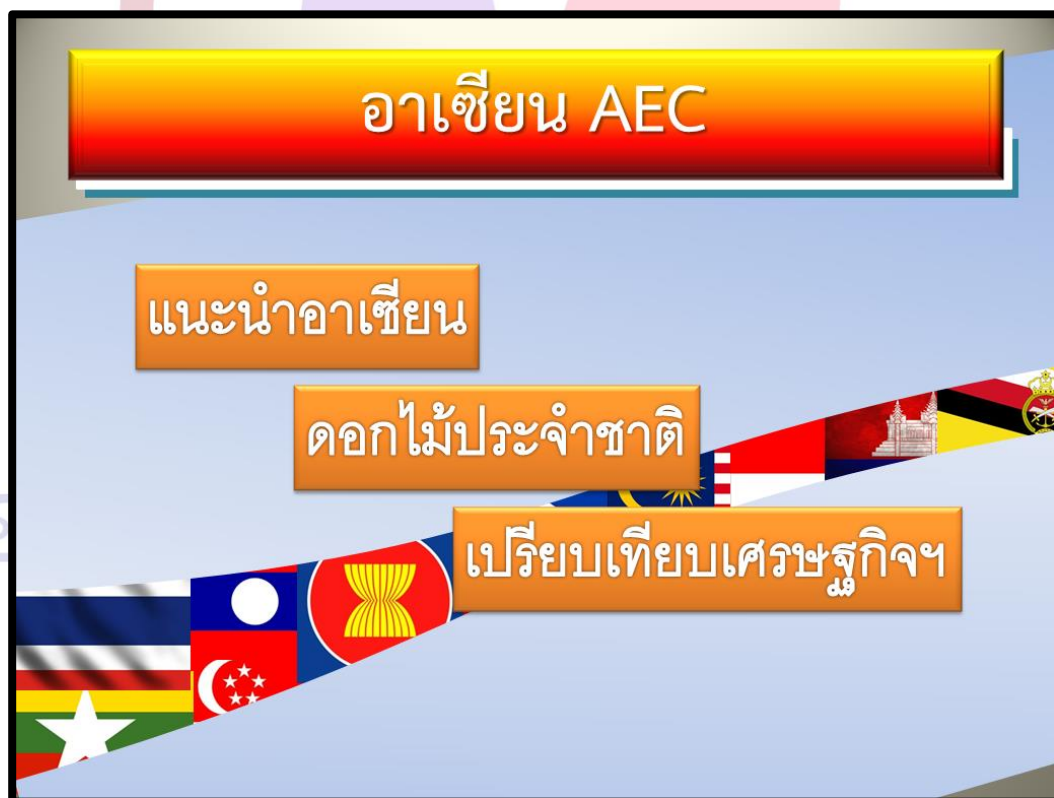 อาเซียน AEC
แนะนำอาเซียน
ดอกไม้ประจำชาติ
เปรียบเทียบเศรษฐกิจฯ